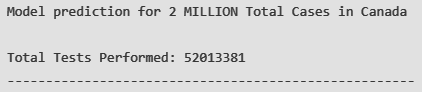 Model prediction for 2 MILLION Total Cases in Canada
Total Tests Performed: 52013381
-----------------------------------------------------